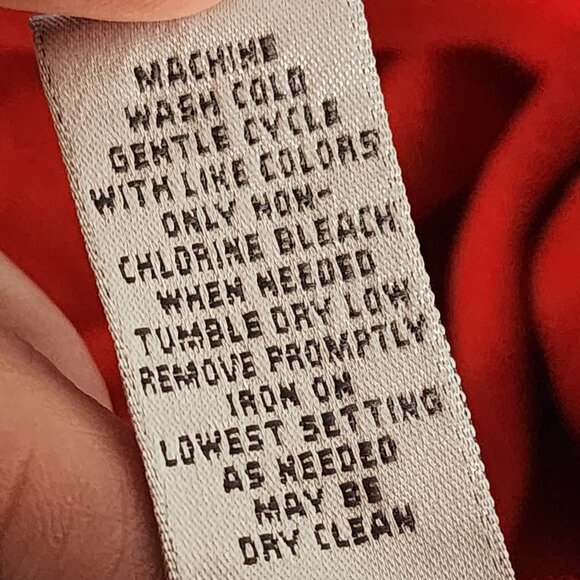 MACHINE
WASH COLD
GENTLE CYCLE
WITH LIKE COLORS
ONLY NON-
CHLORINE BLEACH
WHEN NEEDED
TUMBLE DRY LOW
REMOVE PROMPTLY
IRON ON
LOWEST SETTING
AS NEEDED
MAY BE
DRY CLEAN